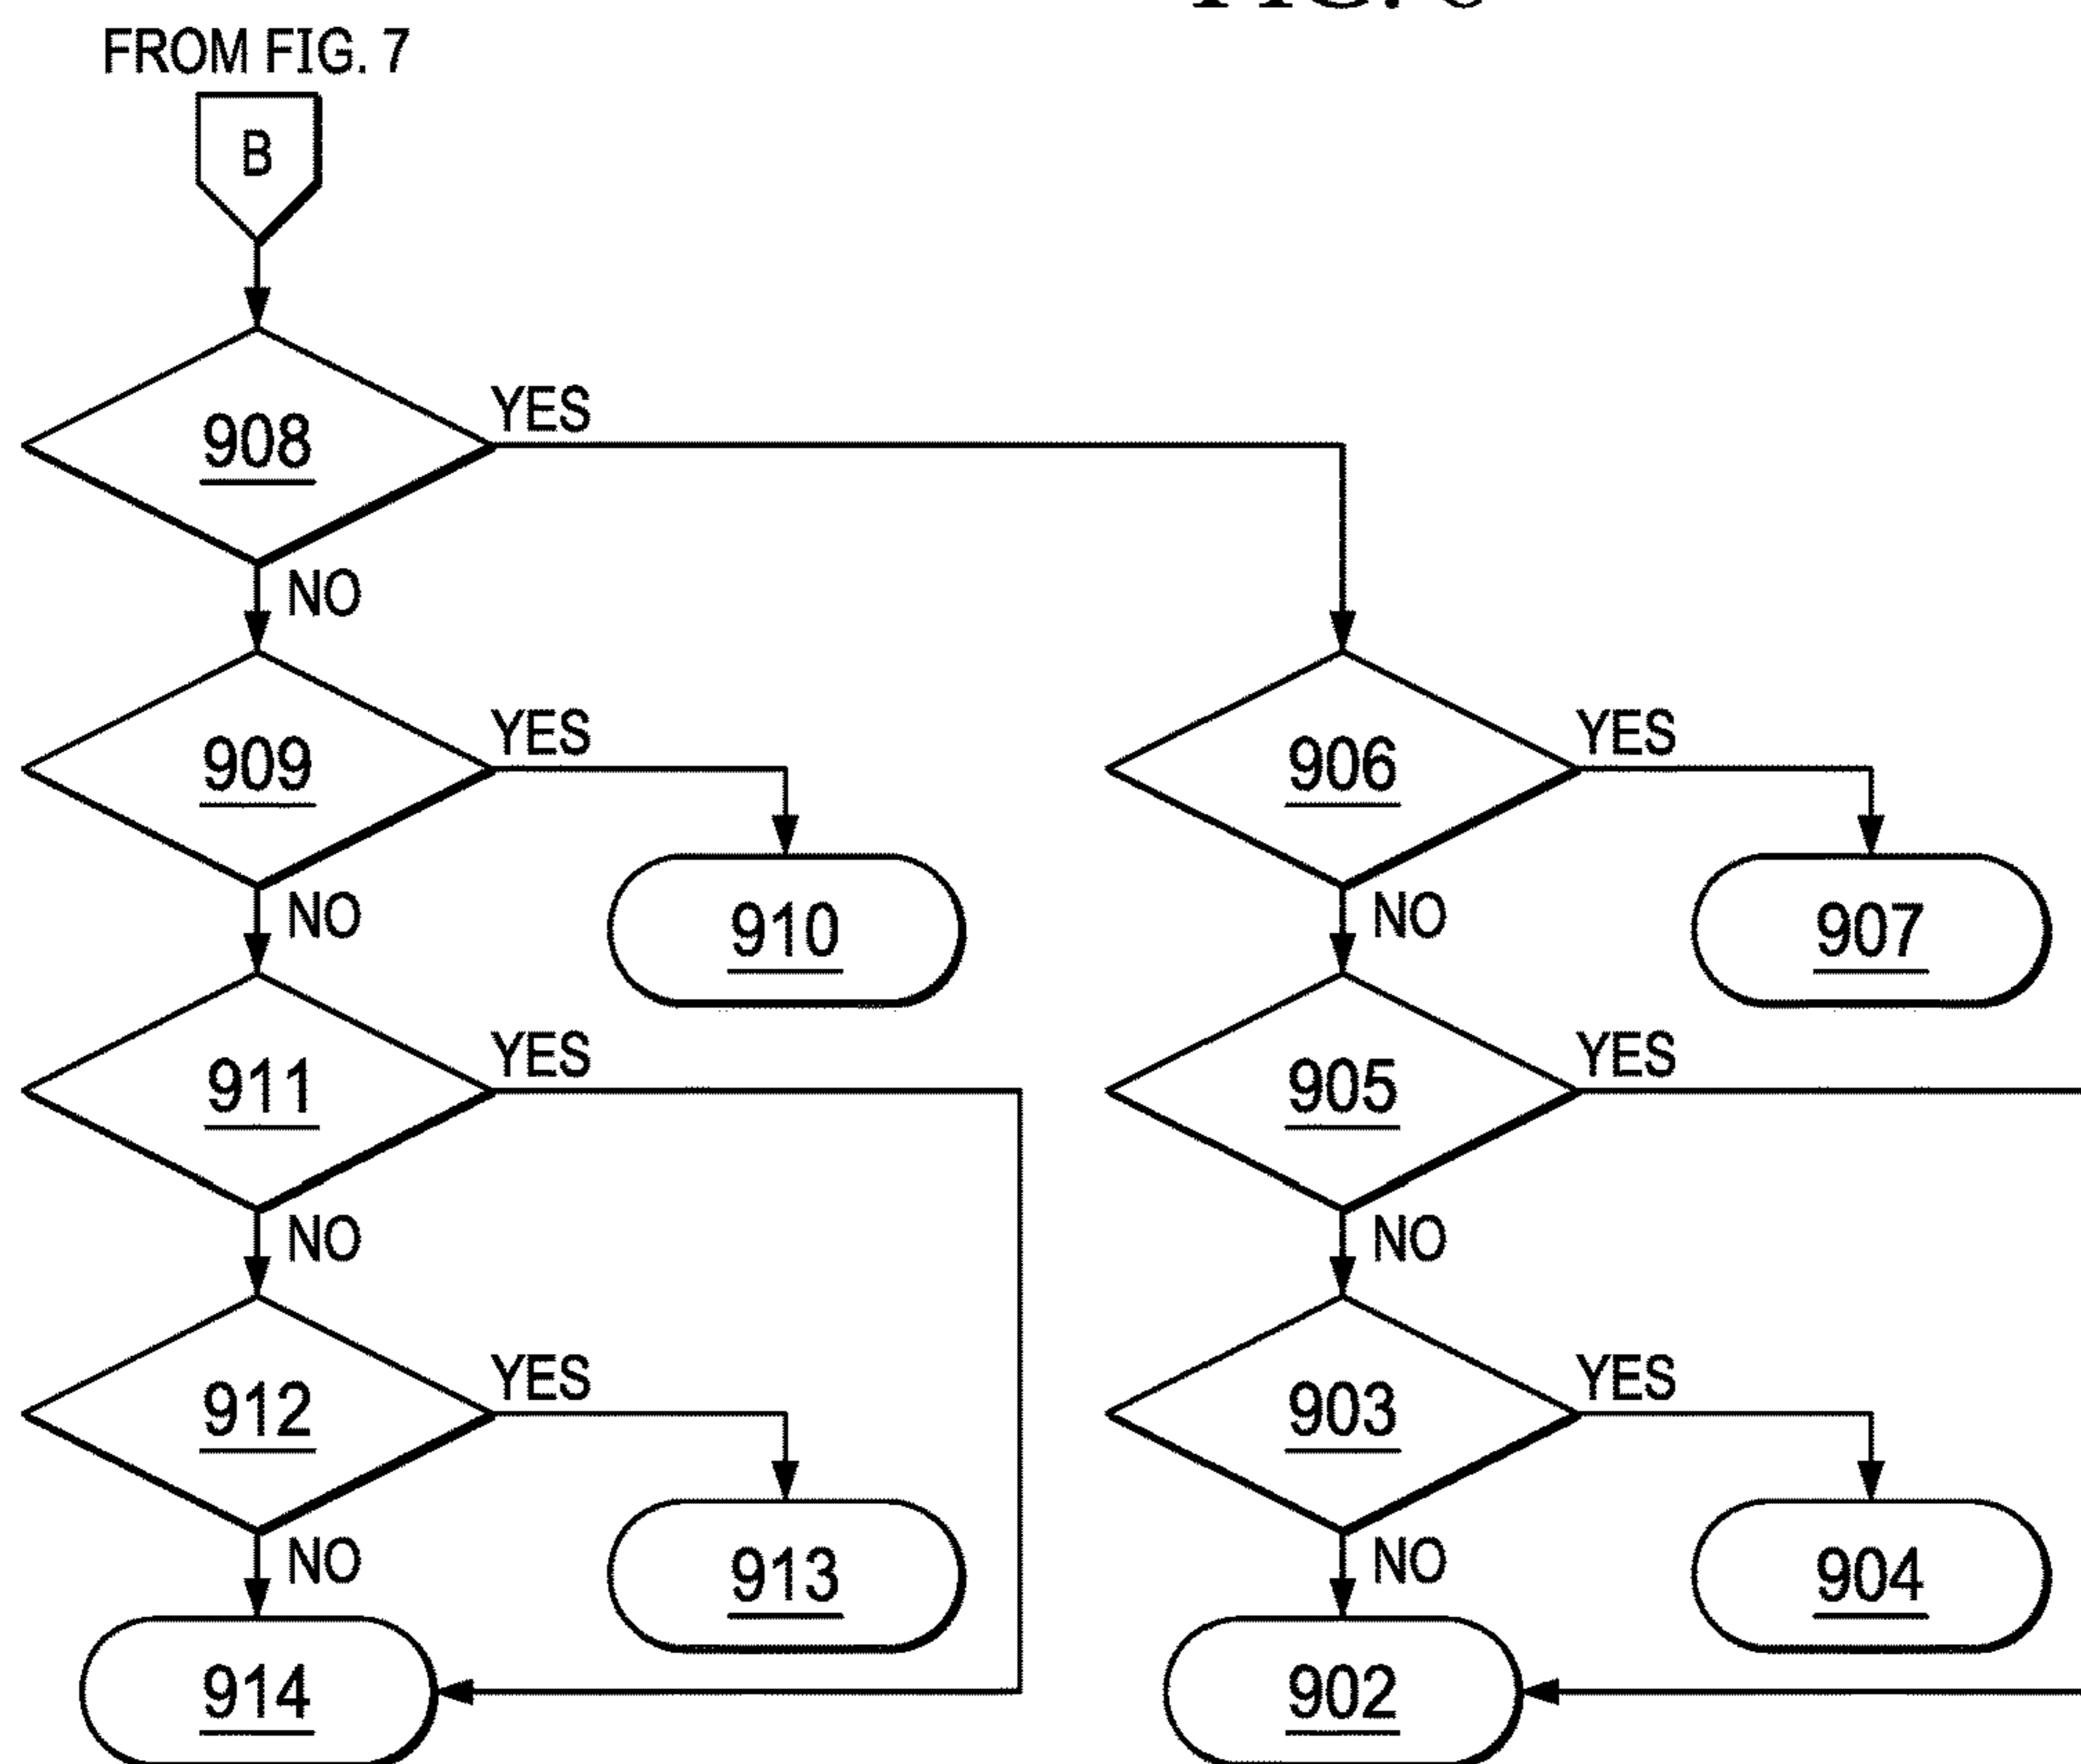 FROM FIG. 7
B
908
YES
NO
909
YES
906
YES
910
907
NO
NO
911
YES
905
YES
NO
NO
912
YES
903
YES
913
904
NO
NO
914
902